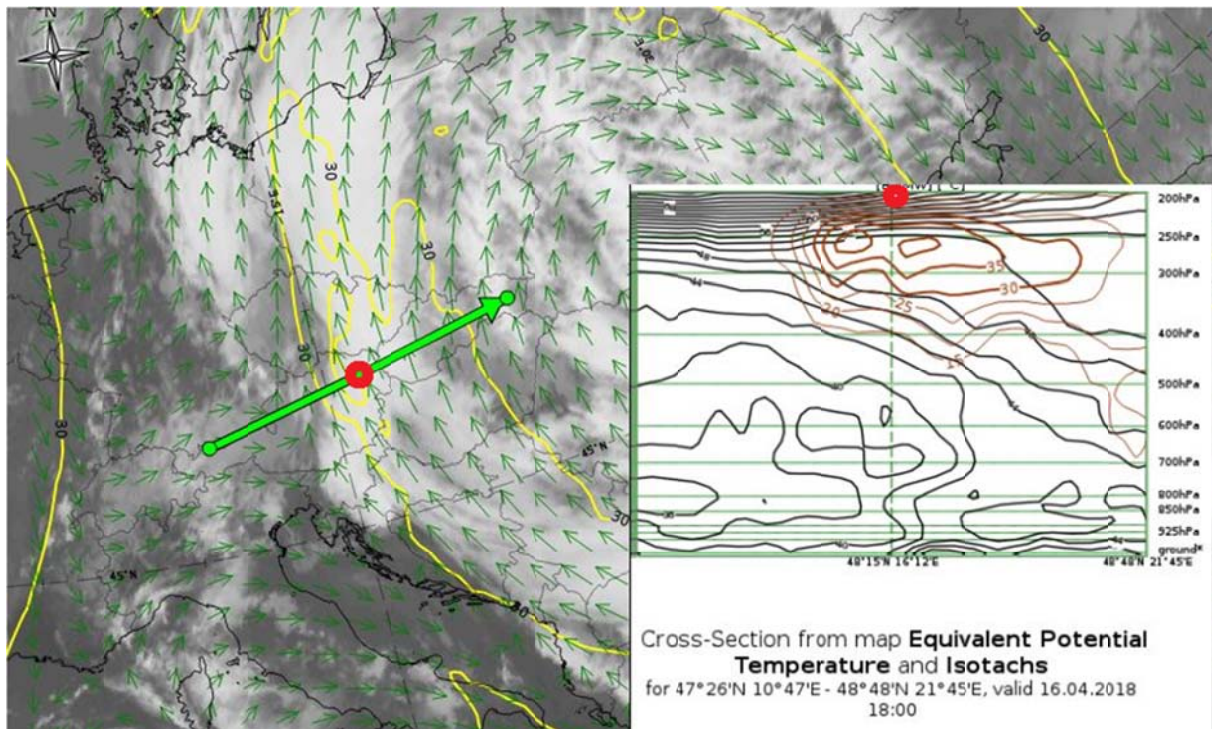 30
30
30
30
30
30
30
30
45°N
45°N
200hPa
250hPa
300hPa
400hPa
500hPa
600hPa
700hPa
800hPa
850hPa
925hPa
ground*
35
30
25
20
15
40
40
48°15'N 16°12'E
48°48'N 21°45'E
Cross-Section from map Equivalent Potential
Temperature and Isotachs
for 47°26'N 10°47'E - 48°48'N 21°45'E, valid 16.04.2018
18:00